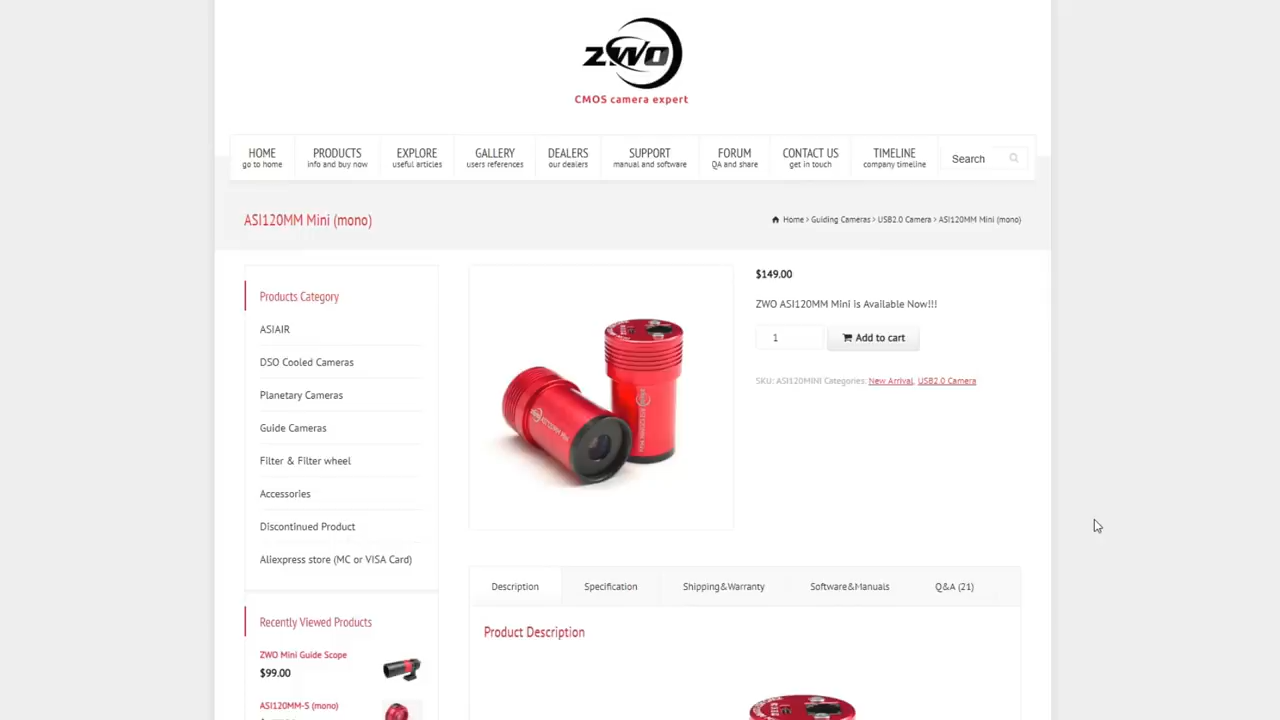 ZWO
CMOS camera expert
HOME
go to home
PRODUCTS
info and buy now
EXPLORE
useful articles
GALLERY
users references
DEALERS
our dealers
SUPPORT
manual and software
FORUM
QA and share
CONTACT US
get in touch
TIMELINE
company timeline
Search
ASI120MM Mini (mono)
Home › Guiding Cameras › USB2.0 Camera › ASI120MM Mini (mono)
Products Category
ASIAIR
DSO Cooled Cameras
Planetary Cameras
Guide Cameras
Filter & Filter wheel
Accessories
Discontinued Product
Aliexpress store (MC or VISA Card)
Recently Viewed Products
ZWO Mini Guide Scope
$99.00
ASI120MM-S (mono)
$149.00
ZWO ASI120MM Mini is Available Now!!!
1
Add to cart
SKU: ASI120MINI Categories: New Arrival, USB2.0 Camera
Description
Specification
Shipping&Warranty
Software&Manuals
Q&A (21)
Product Description